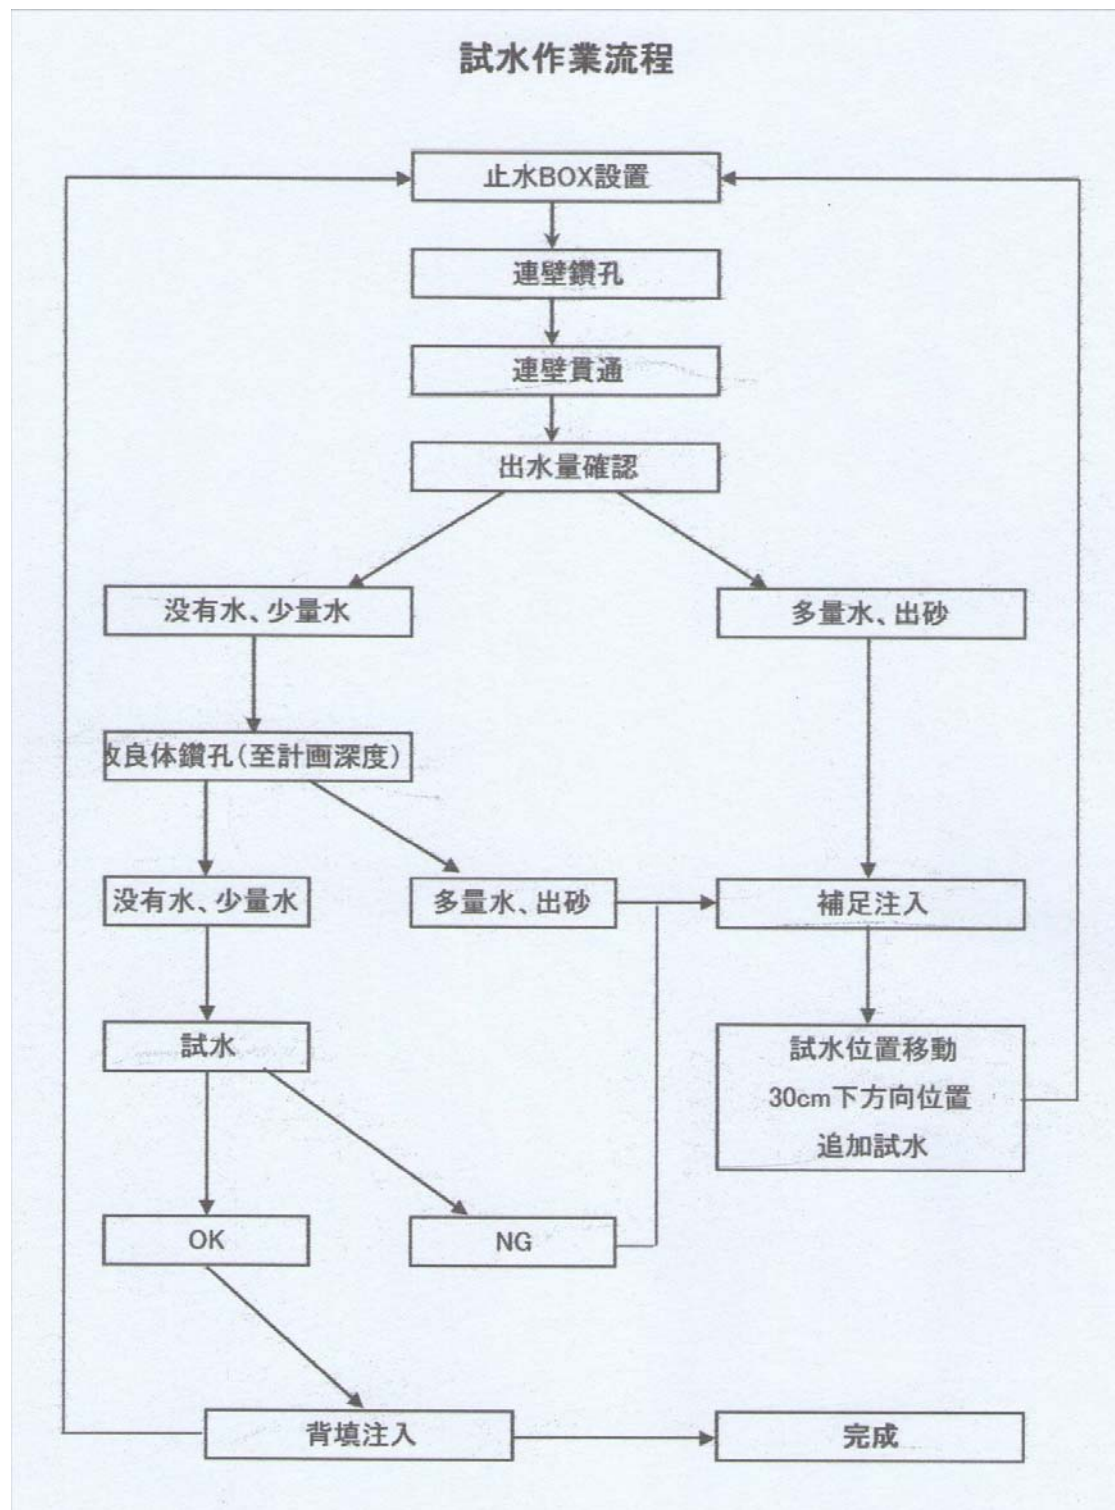 試水作業流程
止水BOX設置
連壁鑽孔
連壁貫通
出水量確認
没有水、少量水
多量水、出砂
改良体鑽孔(至計画深度)
没有水、少量水
多量水、出砂
補足注入
試水
試水位置移動
30cm下方向位置
追加試水
OK
NG
背填注入
完成